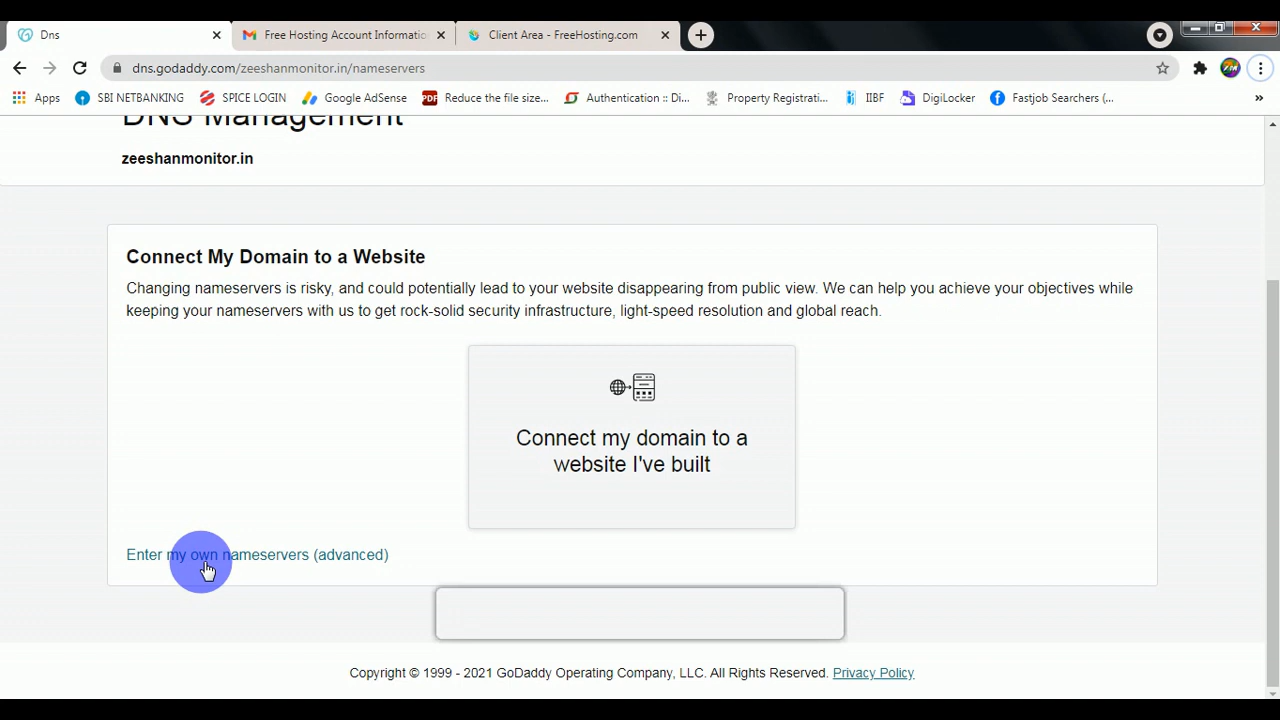 Dns
Free Hosting Account Informatio
Client Area - FreeHosting.com
dns.godaddy.com/zeeshanmonitor.in/nameservers
Apps
SBI NETBANKING
SPICE LOGIN
Google AdSense
PDF
Reduce the file size...
Authentication :: Di...
Property Registrati...
IIBF
DigiLocker
Fastjob Searchers (...
»
DNS Management
zeeshanmonitor.in
Connect My Domain to a Website
Changing nameservers is risky, and could potentially lead to your website disappearing from public view. We can help you achieve your objectives while
keeping your nameservers with us to get rock-solid security infrastructure, light-speed resolution and global reach.
Connect my domain to a
website I've built
Enter my own nameservers (advanced)
Copyright © 1999 - 2021 GoDaddy Operating Company, LLC. All Rights Reserved. Privacy Policy